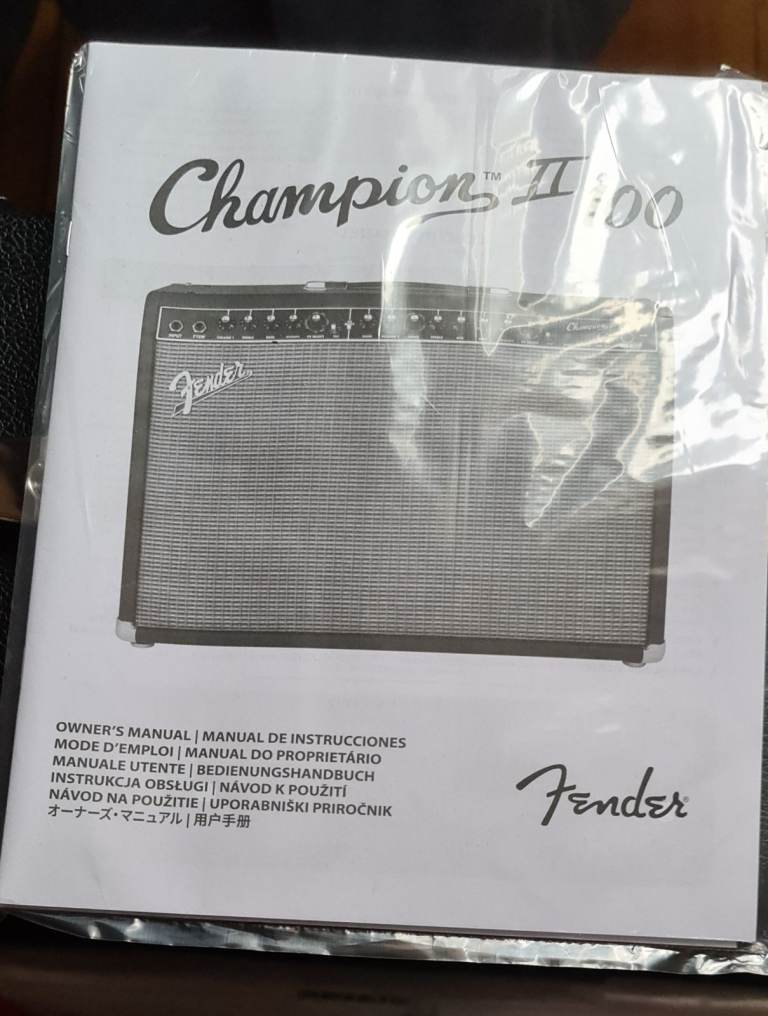 Champion™ II 100
INPUT
Fender
OWNER'S MANUAL | MANUAL DE INSTRUCCIONES
MODE D'EMPLOI | MANUAL DO PROPRIETÁRIO
MANUALE UTENTE | BEDIENUNGSHANDBUCH
INSTRUKCJA OBSŁUGI | NÁVOD K POUŽITÍ
NÁVOD NA POUŽITIE | UPORABNIŠKI PRIROČNIK
オーナーズ・マニュアル | 用户手册
Fender®